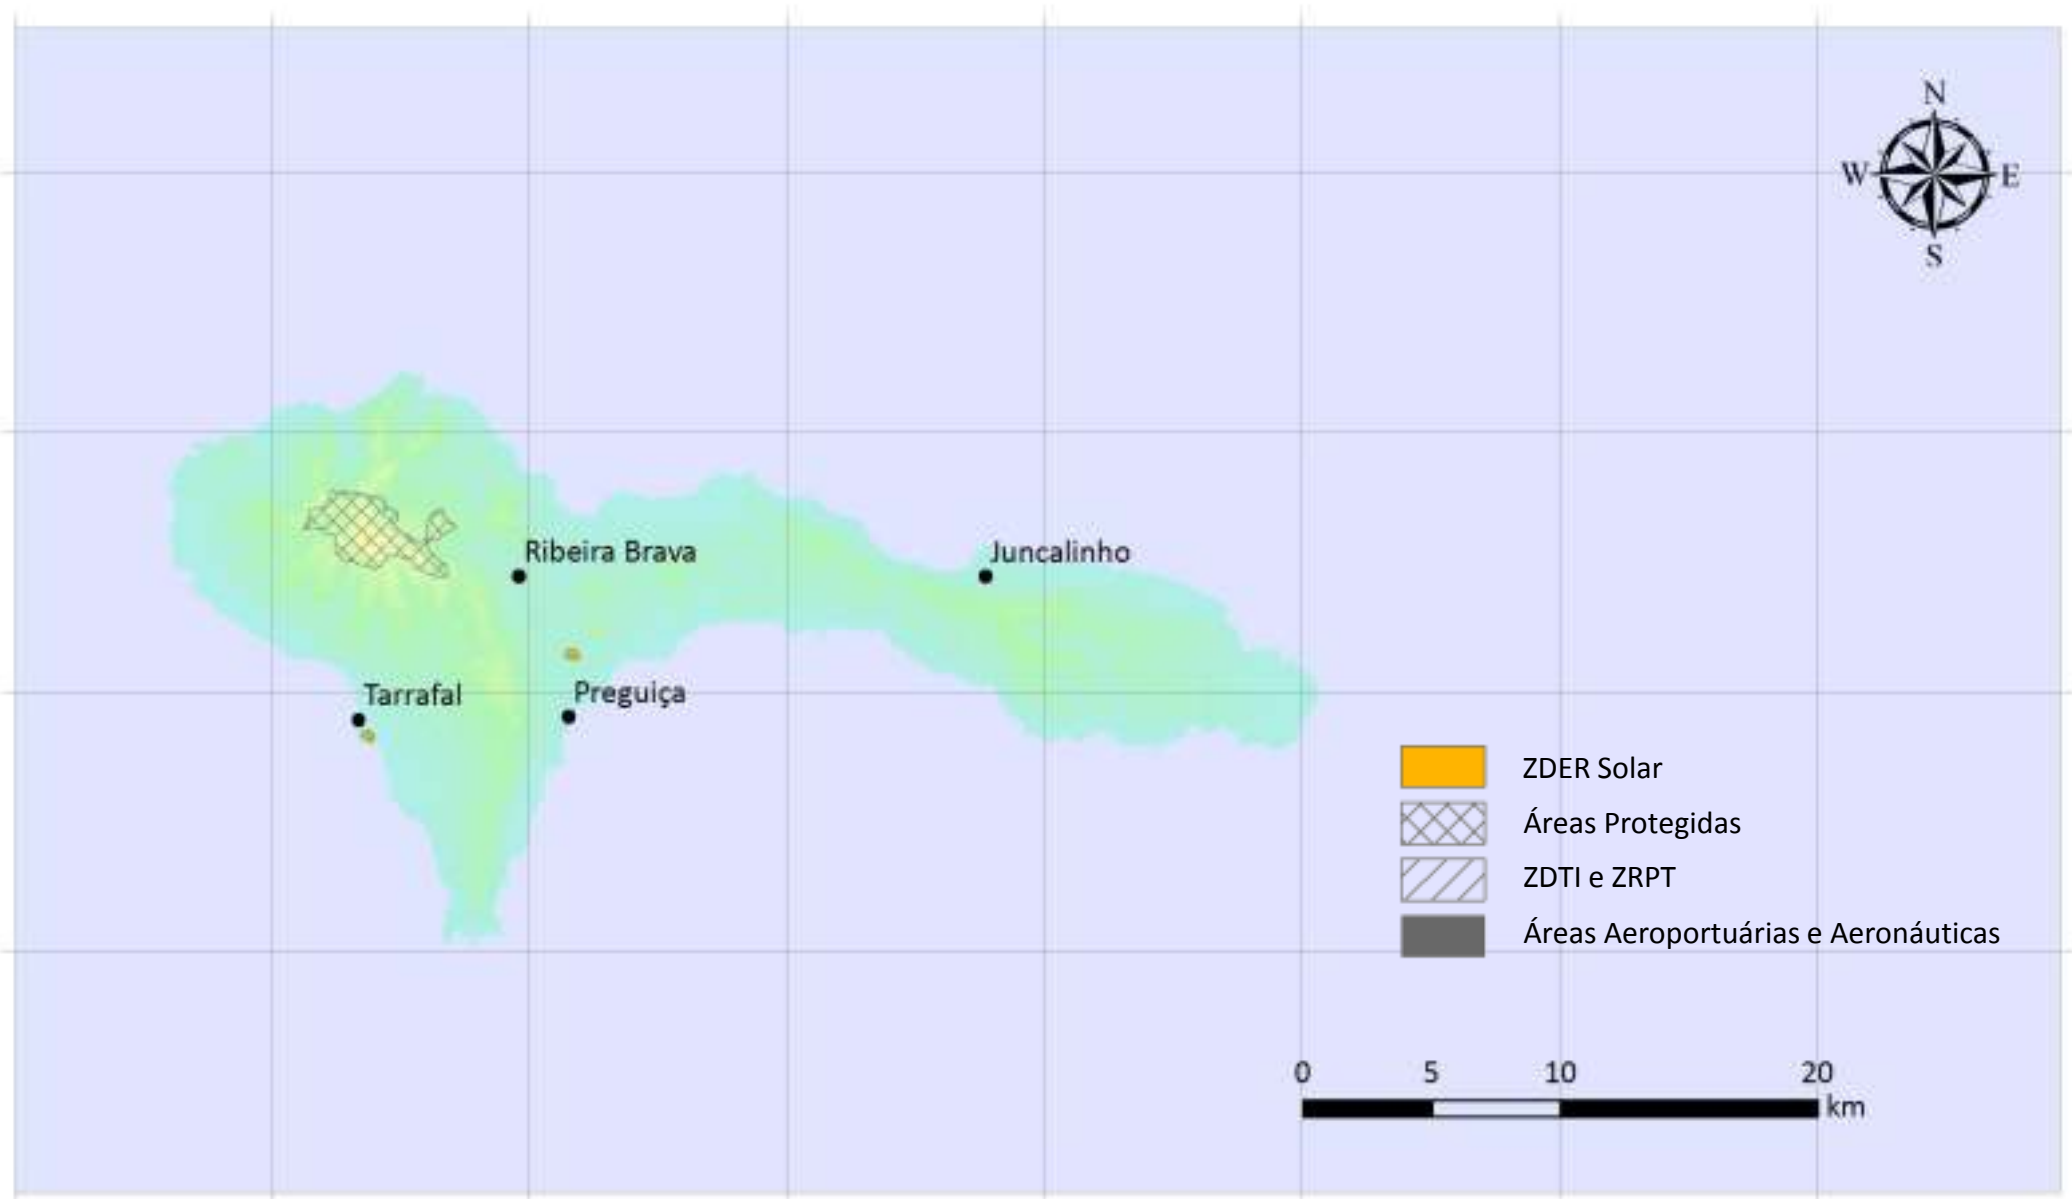 N
W E
S
Ribeira Brava
Juncalinho
Tarrafal
Preguiça
ZDER Solar
Áreas Protegidas
ZDTI e ZRPT
Áreas Aeroportuárias e Aeronáuticas
0 5 10 20
km